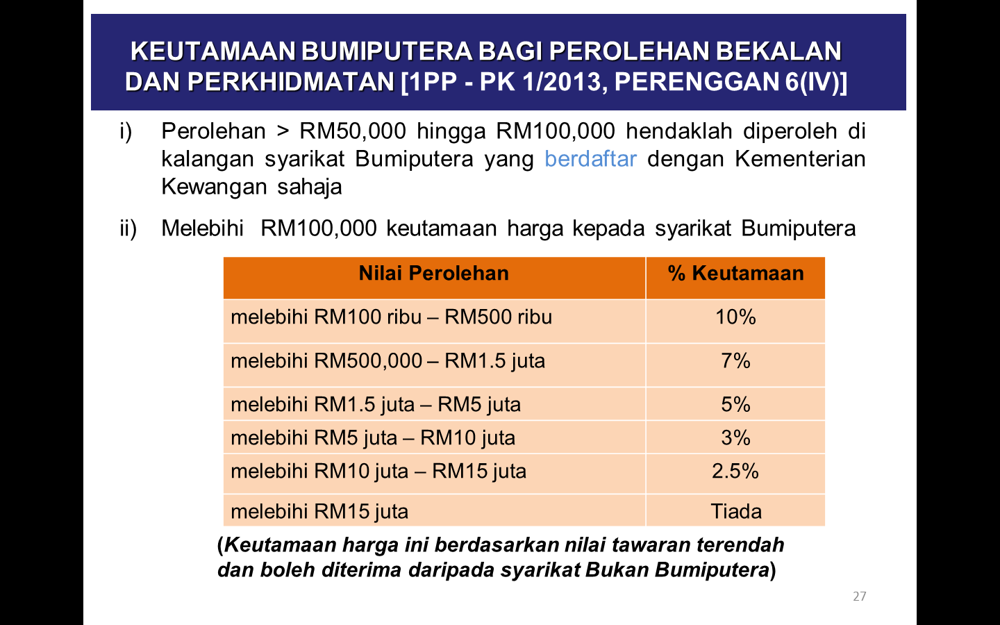 KEUTAMAAN BUMIPUTERA BAGI PEROLEHAN BEKALAN
DAN PERKHIDMATAN [1PP - PK 1/2013, PERENGGAN 6(IV)]
i) Perolehan > RM50,000 hingga RM100,000 hendaklah diperoleh di
kalangan syarikat Bumiputera yang berdaftar dengan Kementerian
Kewangan sahaja
ii) Melebihi RM100,000 keutamaan harga kepada syarikat Bumiputera
Nilai Perolehan % Keutamaan
melebihi RM100 ribu – RM500 ribu 10%
melebihi RM500,000 – RM1.5 juta 7%
melebihi RM1.5 juta – RM5 juta 5%
melebihi RM5 juta – RM10 juta 3%
melebihi RM10 juta – RM15 juta 2.5%
melebihi RM15 juta Tiada
(Keutamaan harga ini berdasarkan nilai tawaran terendah
dan boleh diterima daripada syarikat Bukan Bumiputera)
27